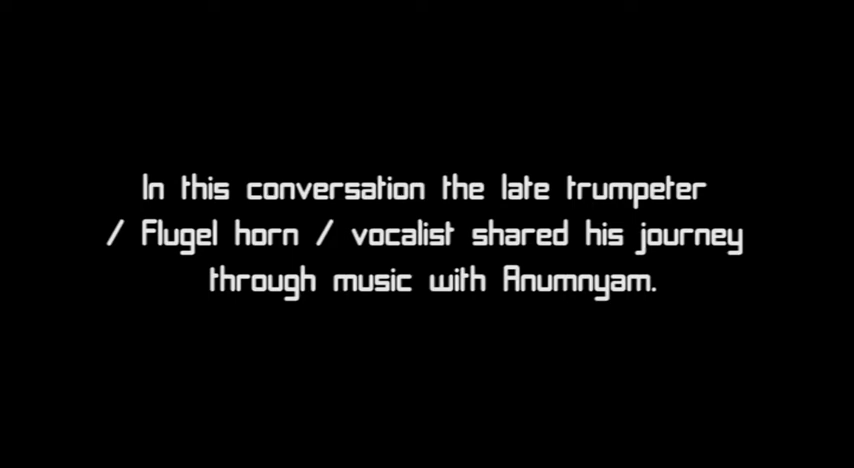 In this conversation the late trumpeter
/ Flugel horn / vocalist shared his journey
through music with Anumnyam.